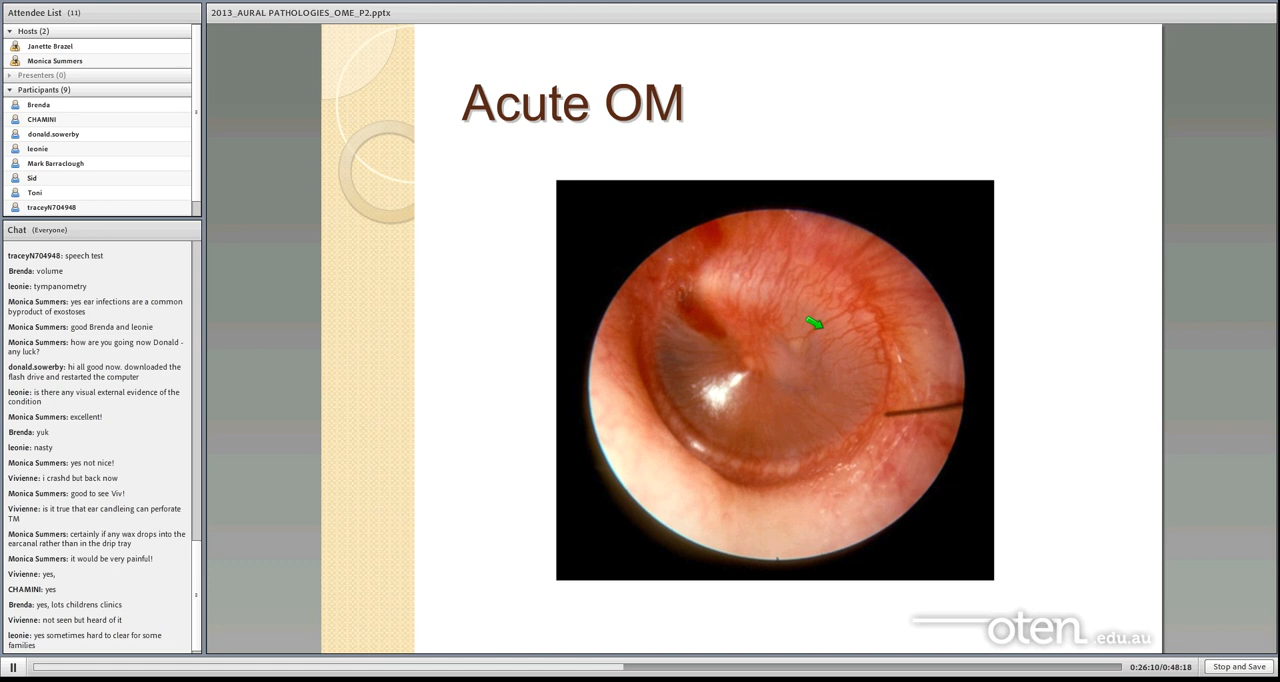 Attendee List (11)
Hosts (2)
Janette Brazel
Monica Summers
Presenters (0)
Participants (9)
Brenda
CHAMINI
donald.sowerby
leonie
Mark Barraclough
Sid
Toni
traceyN704948
Chat (Everyone)
traceyN704948: speech test
Brenda: volume
leonie: tympanometry
Monica Summers: yes ear infections are a common
byproduct of exostoses
Monica Summers: good Brenda and leonie
Monica Summers: how are you going now Donald -
any luck?
donald.sowerby: hi all good now. downloaded the
flash drive and restarted the computer
leonie: is there any visual external evidence of the
condition
Monica Summers: excellent!
Brenda: yuk
leonie: nasty
Monica Summers: yes not nice!
Vivienne: i crashd but back now
Monica Summers: good to see Viv!
Vivienne: is it true that ear candleing can perforate
TM
Monica Summers: certainly if any wax drops into the
earcanal rather than in the drip tray
Monica Summers: it would be very painful!
Vivienne: yes,
CHAMINI: yes
Brenda: yes, lots childrens clinics
Vivienne: not seen but heard of it
leonie: yes sometimes hard to clear for some
families
2013_AURAL PATHOLOGIES_OME_P2.pptx
Acute OM
oten.edu.au
0:26:10/0:48:18
Stop and Save